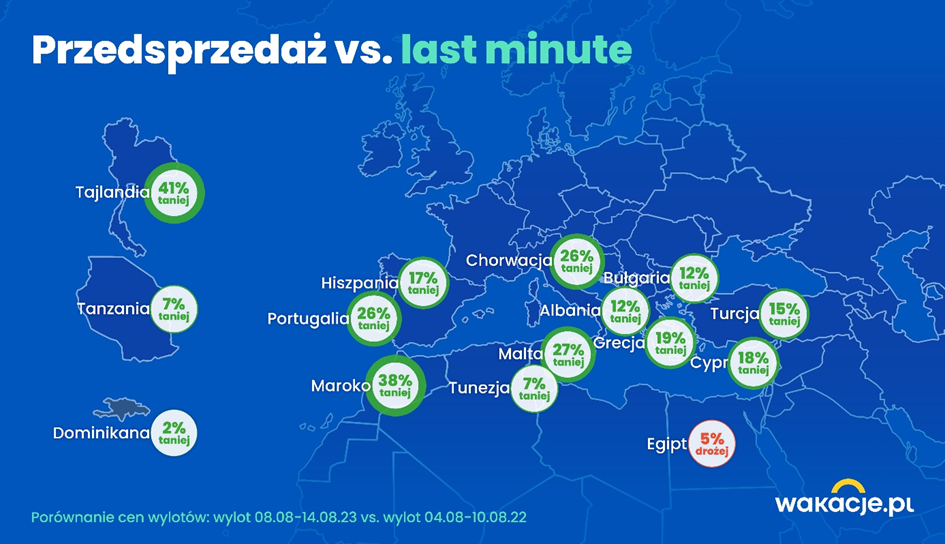 Przedsprzedaż vs. last minute
Tajlandia 41% taniej
Tanzania 7% taniej
Dominikana 2% taniej
Hiszpania 17% taniej
Portugalia 26% taniej
Maroko 38% taniej
Chorwacja 26% taniej
Bułgaria 12% taniej
Albania 12% taniej
Turcja 15% taniej
Grecja 19% taniej
Malta 27% taniej
Cypr 18% taniej
Tunezja 7% taniej
Egipt 5% drożej
wakacje.pl
Porównanie cen wylotów: wylot 08.08-14.08.23 vs. wylot 04.08-10.08.22